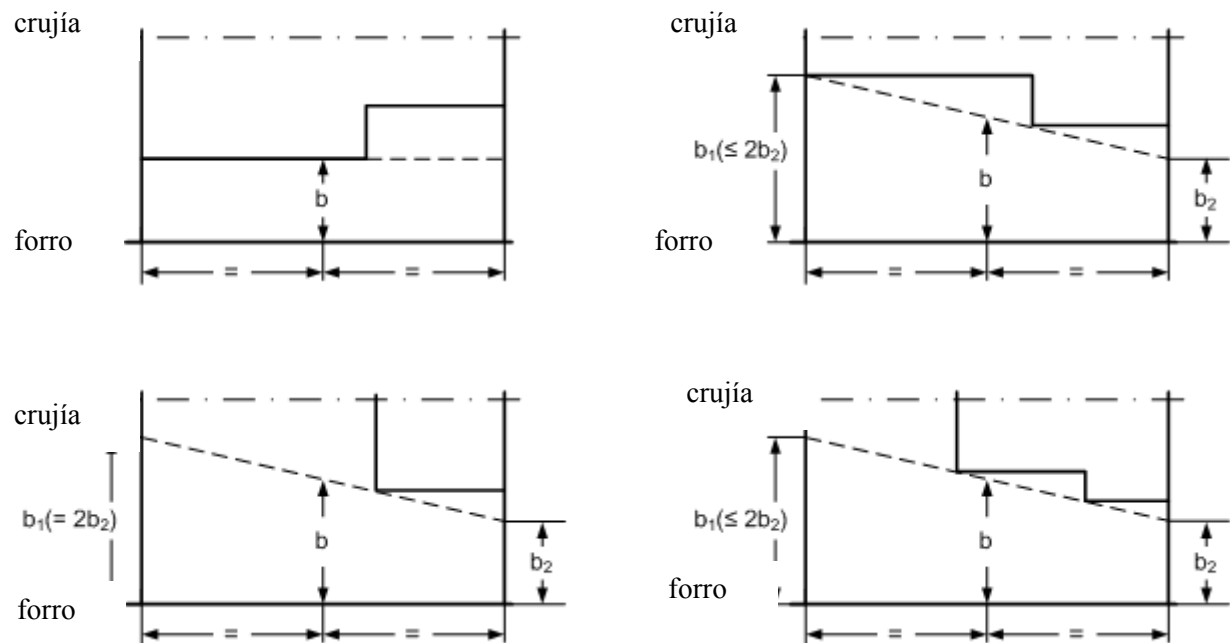 crujía
b
forro
= =
crujía
b₁(≤ 2b₂)
b
b₂
forro
= =
crujía
b₁(= 2b₂)
b
b₂
forro
= =
crujía
b₁(≤ 2b₂)
b
b₂
forro
= =